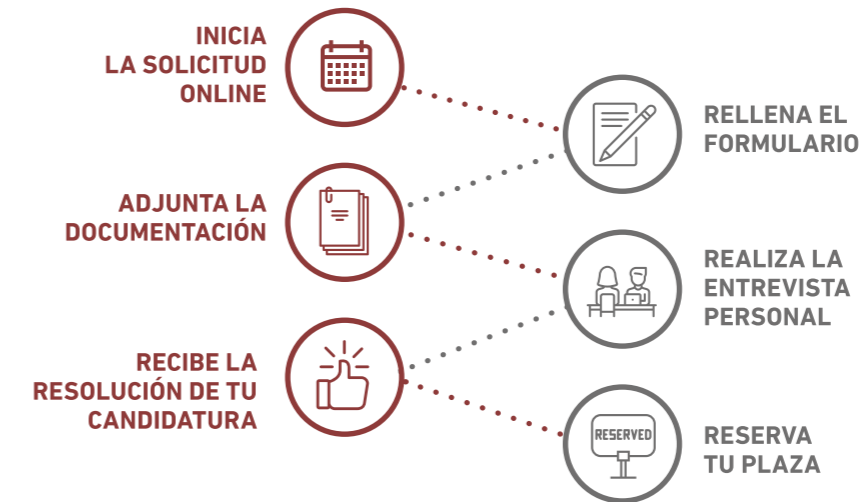 INICIA
LA SOLICITUD
ONLINE
RELLENA EL
FORMULARIO
ADJUNTA LA
DOCUMENTACIÓN
REALIZA LA
ENTREVISTA
PERSONAL
RECIBE LA
RESOLUCIÓN DE TU
CANDIDATURA
RESERVED
RESERVA
TU PLAZA